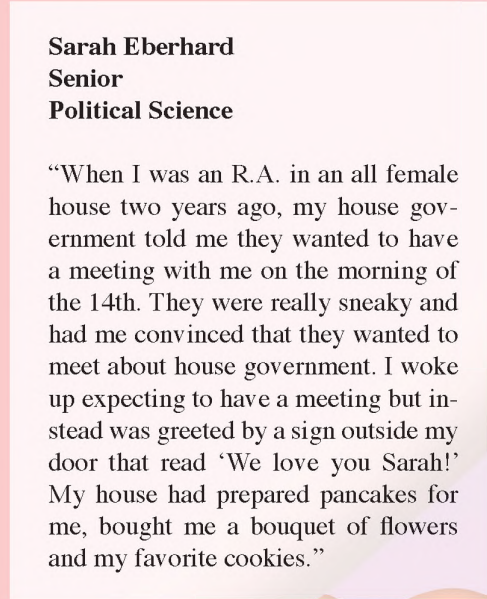 Sarah Eberhard
Senior
Political Science
“When I was an R.A. in an all female
house two years ago, my house gov-
ernment told me they wanted to have
a meeting with me on the morning of
the 14th. They were really sneaky and
had me convinced that they wanted to
meet about house government. I woke
up expecting to have a meeting but in-
stead was greeted by a sign outside my
door that read ‘We love you Sarah!’
My house had prepared pancakes for
me, bought me a bouquet of flowers
and my favorite cookies.”